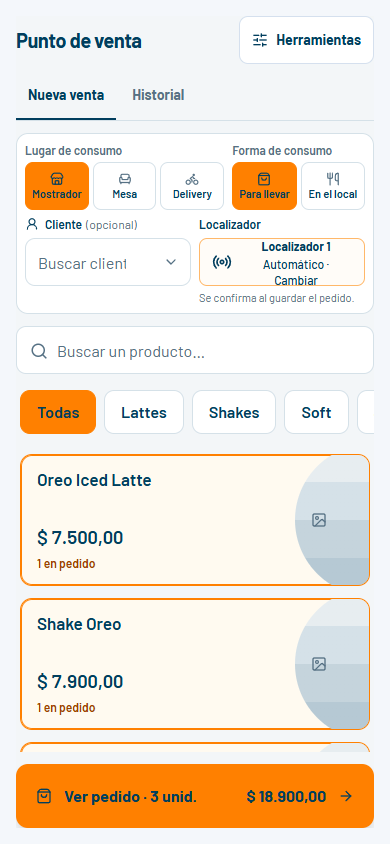 Punto de venta
Herramientas
Nueva venta
Historial
Lugar de consumo
Forma de consumo
Mostrador
Mesa
Delivery
Para llevar
En el local
Cliente (opcional)
Localizador
Buscar client
Localizador 1
Automático ·
Cambiar
Se confirma al guardar el pedido.
Buscar un producto...
Todas
Lattes
Shakes
Soft
Oreo Iced Latte
$ 7.500,00
1 en pedido
Shake Oreo
$ 7.900,00
1 en pedido
Ver pedido · 3 unid.
$ 18.900,00